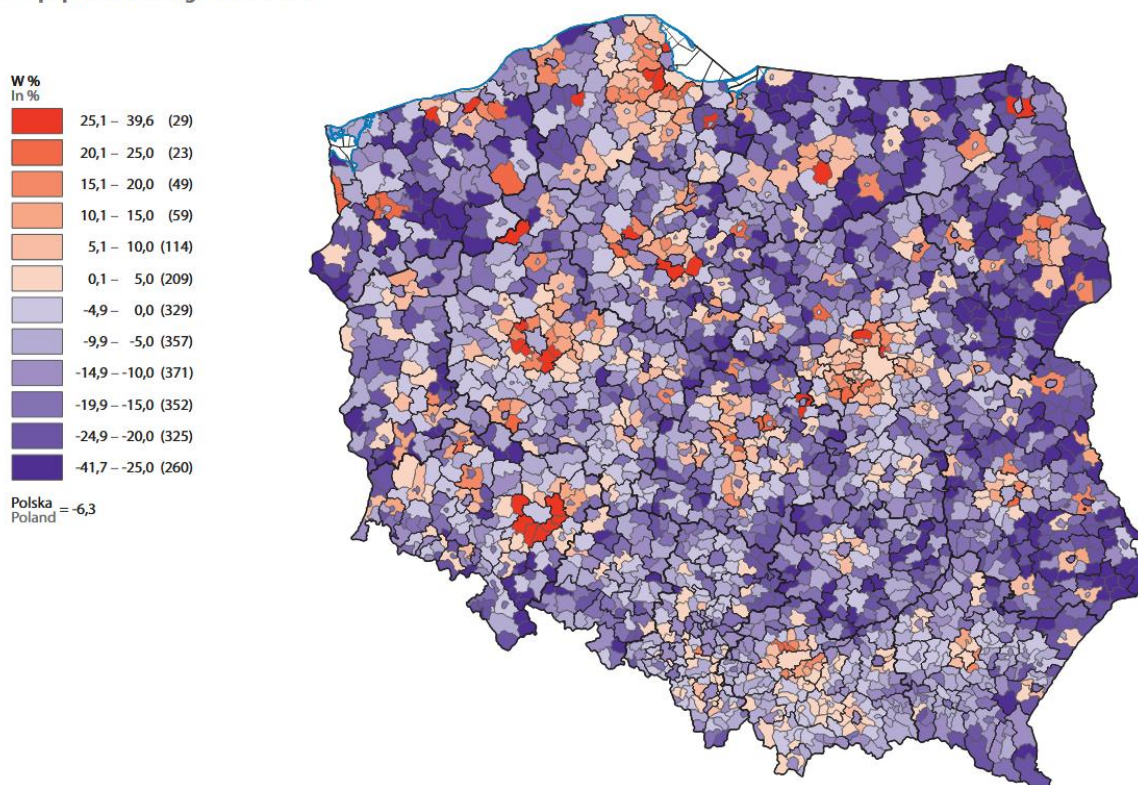 W %
In %
25,1 – 39,6 (29)
20,1 – 25,0 (23)
15,1 – 20,0 (49)
10,1 – 15,0 (59)
5,1 – 10,0 (114)
0,1 – 5,0 (209)
-4,9 – 0,0 (329)
-9,9 – -5,0 (357)
-14,9 – -10,0 (371)
-19,9 – -15,0 (352)
-24,9 – -20,0 (325)
-41,7 – -25,0 (260)
Polska
Poland = -6,3